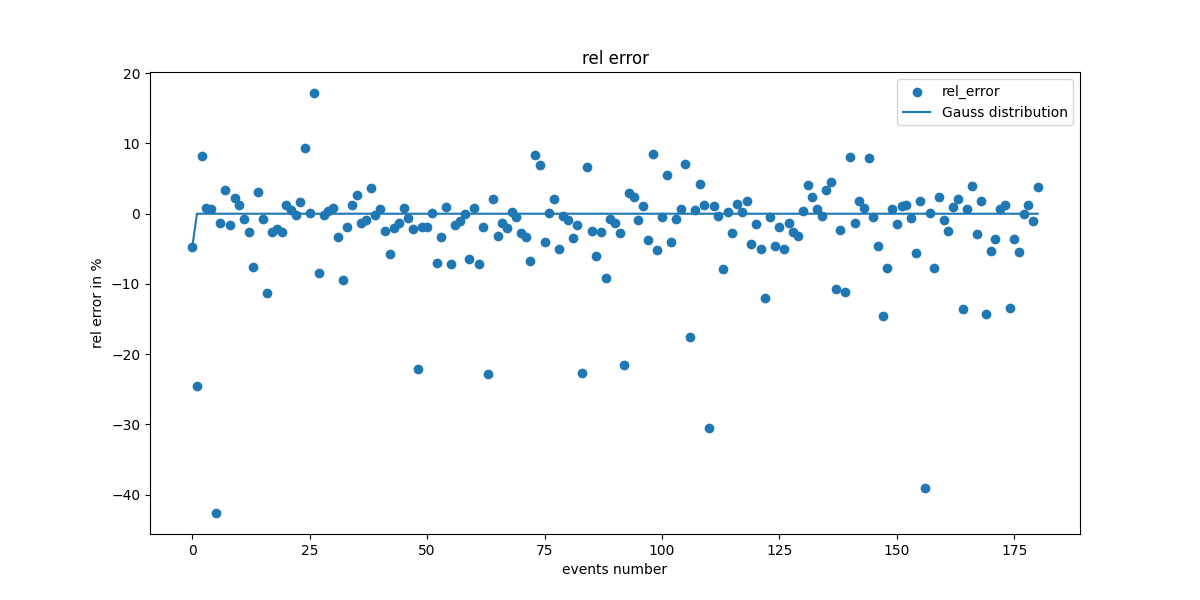 rel error
20
10
0
−10
−20
−30
−40
rel error in %
rel_error
Gauss distribution
0 25 50 75 100 125 150 175
events number